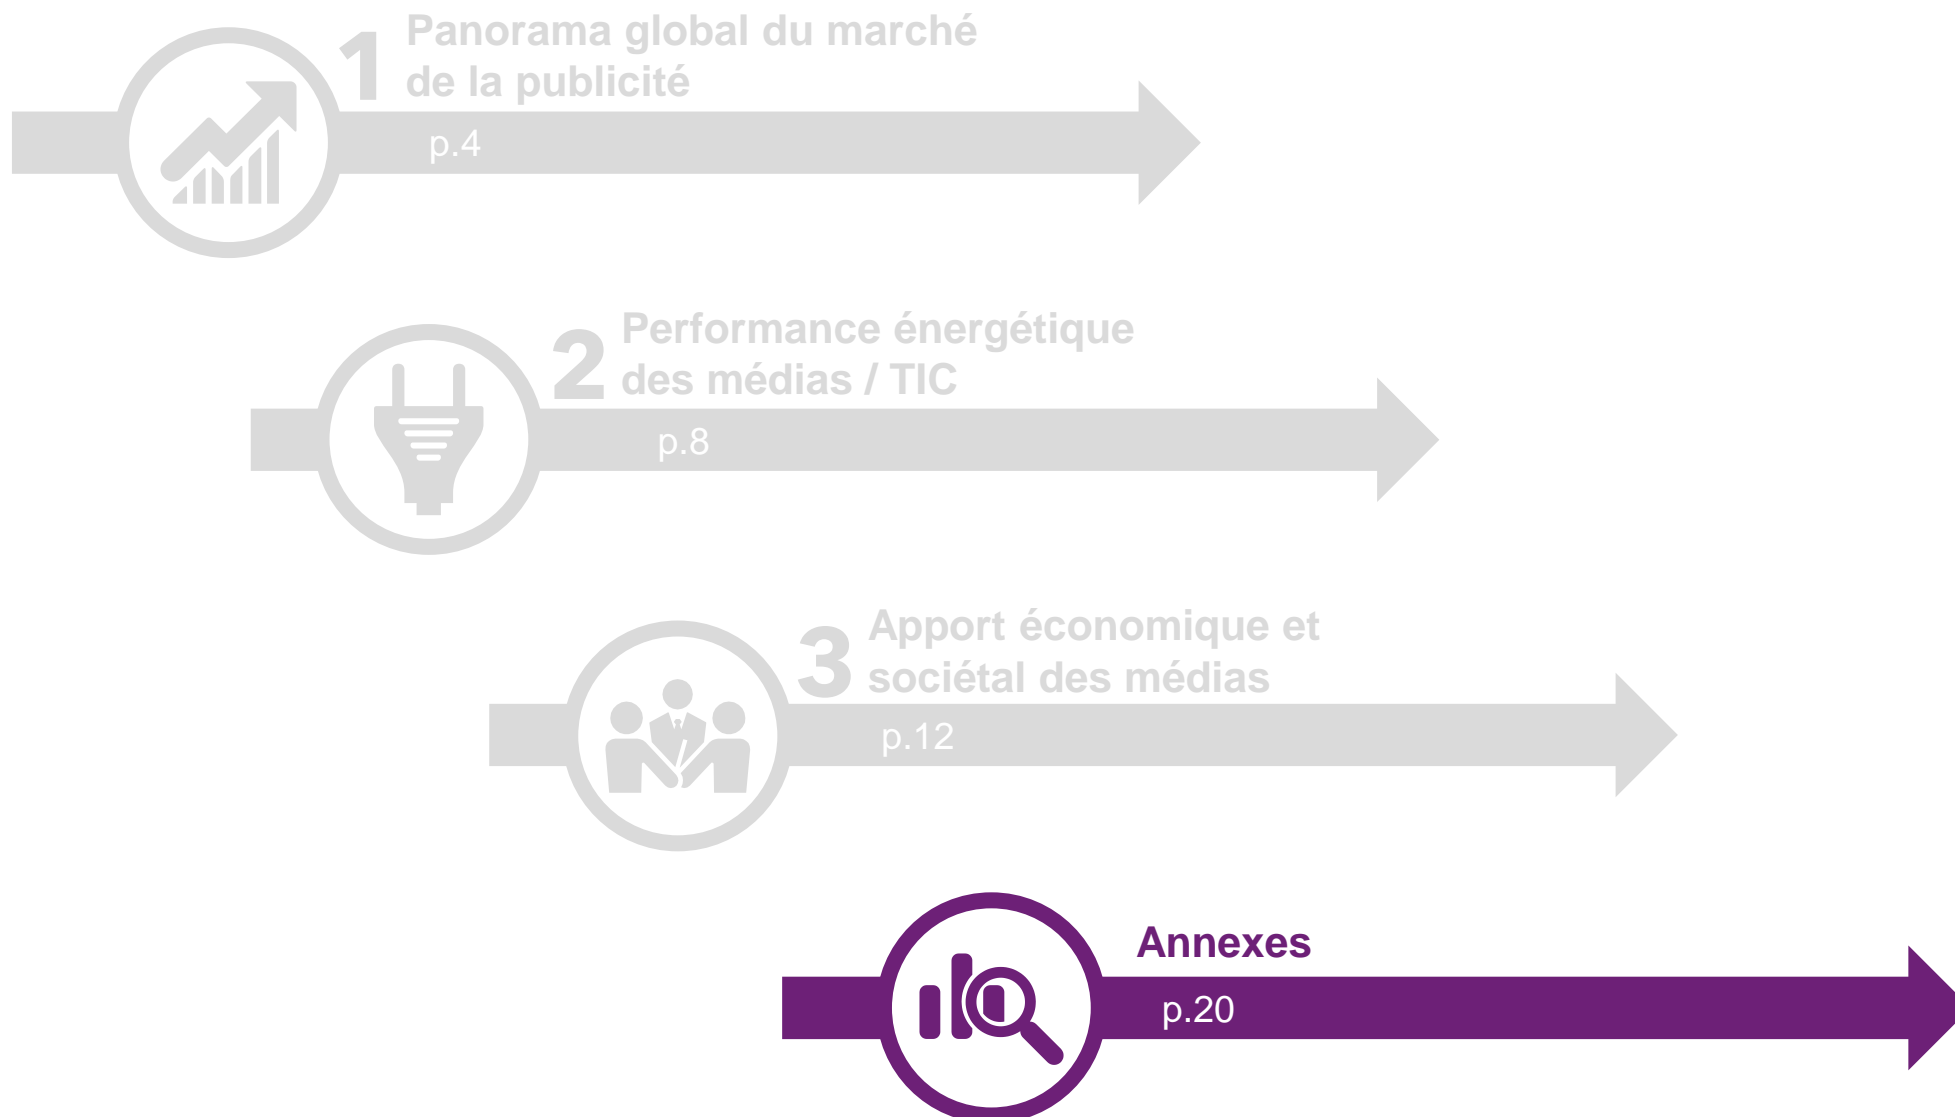 1 Panorama global du marché
de la publicité
p.4
2 Performance énergétique
des médias / TIC
p.8
3 Apport économique et
sociétal des médias
p.12
Annexes
p.20